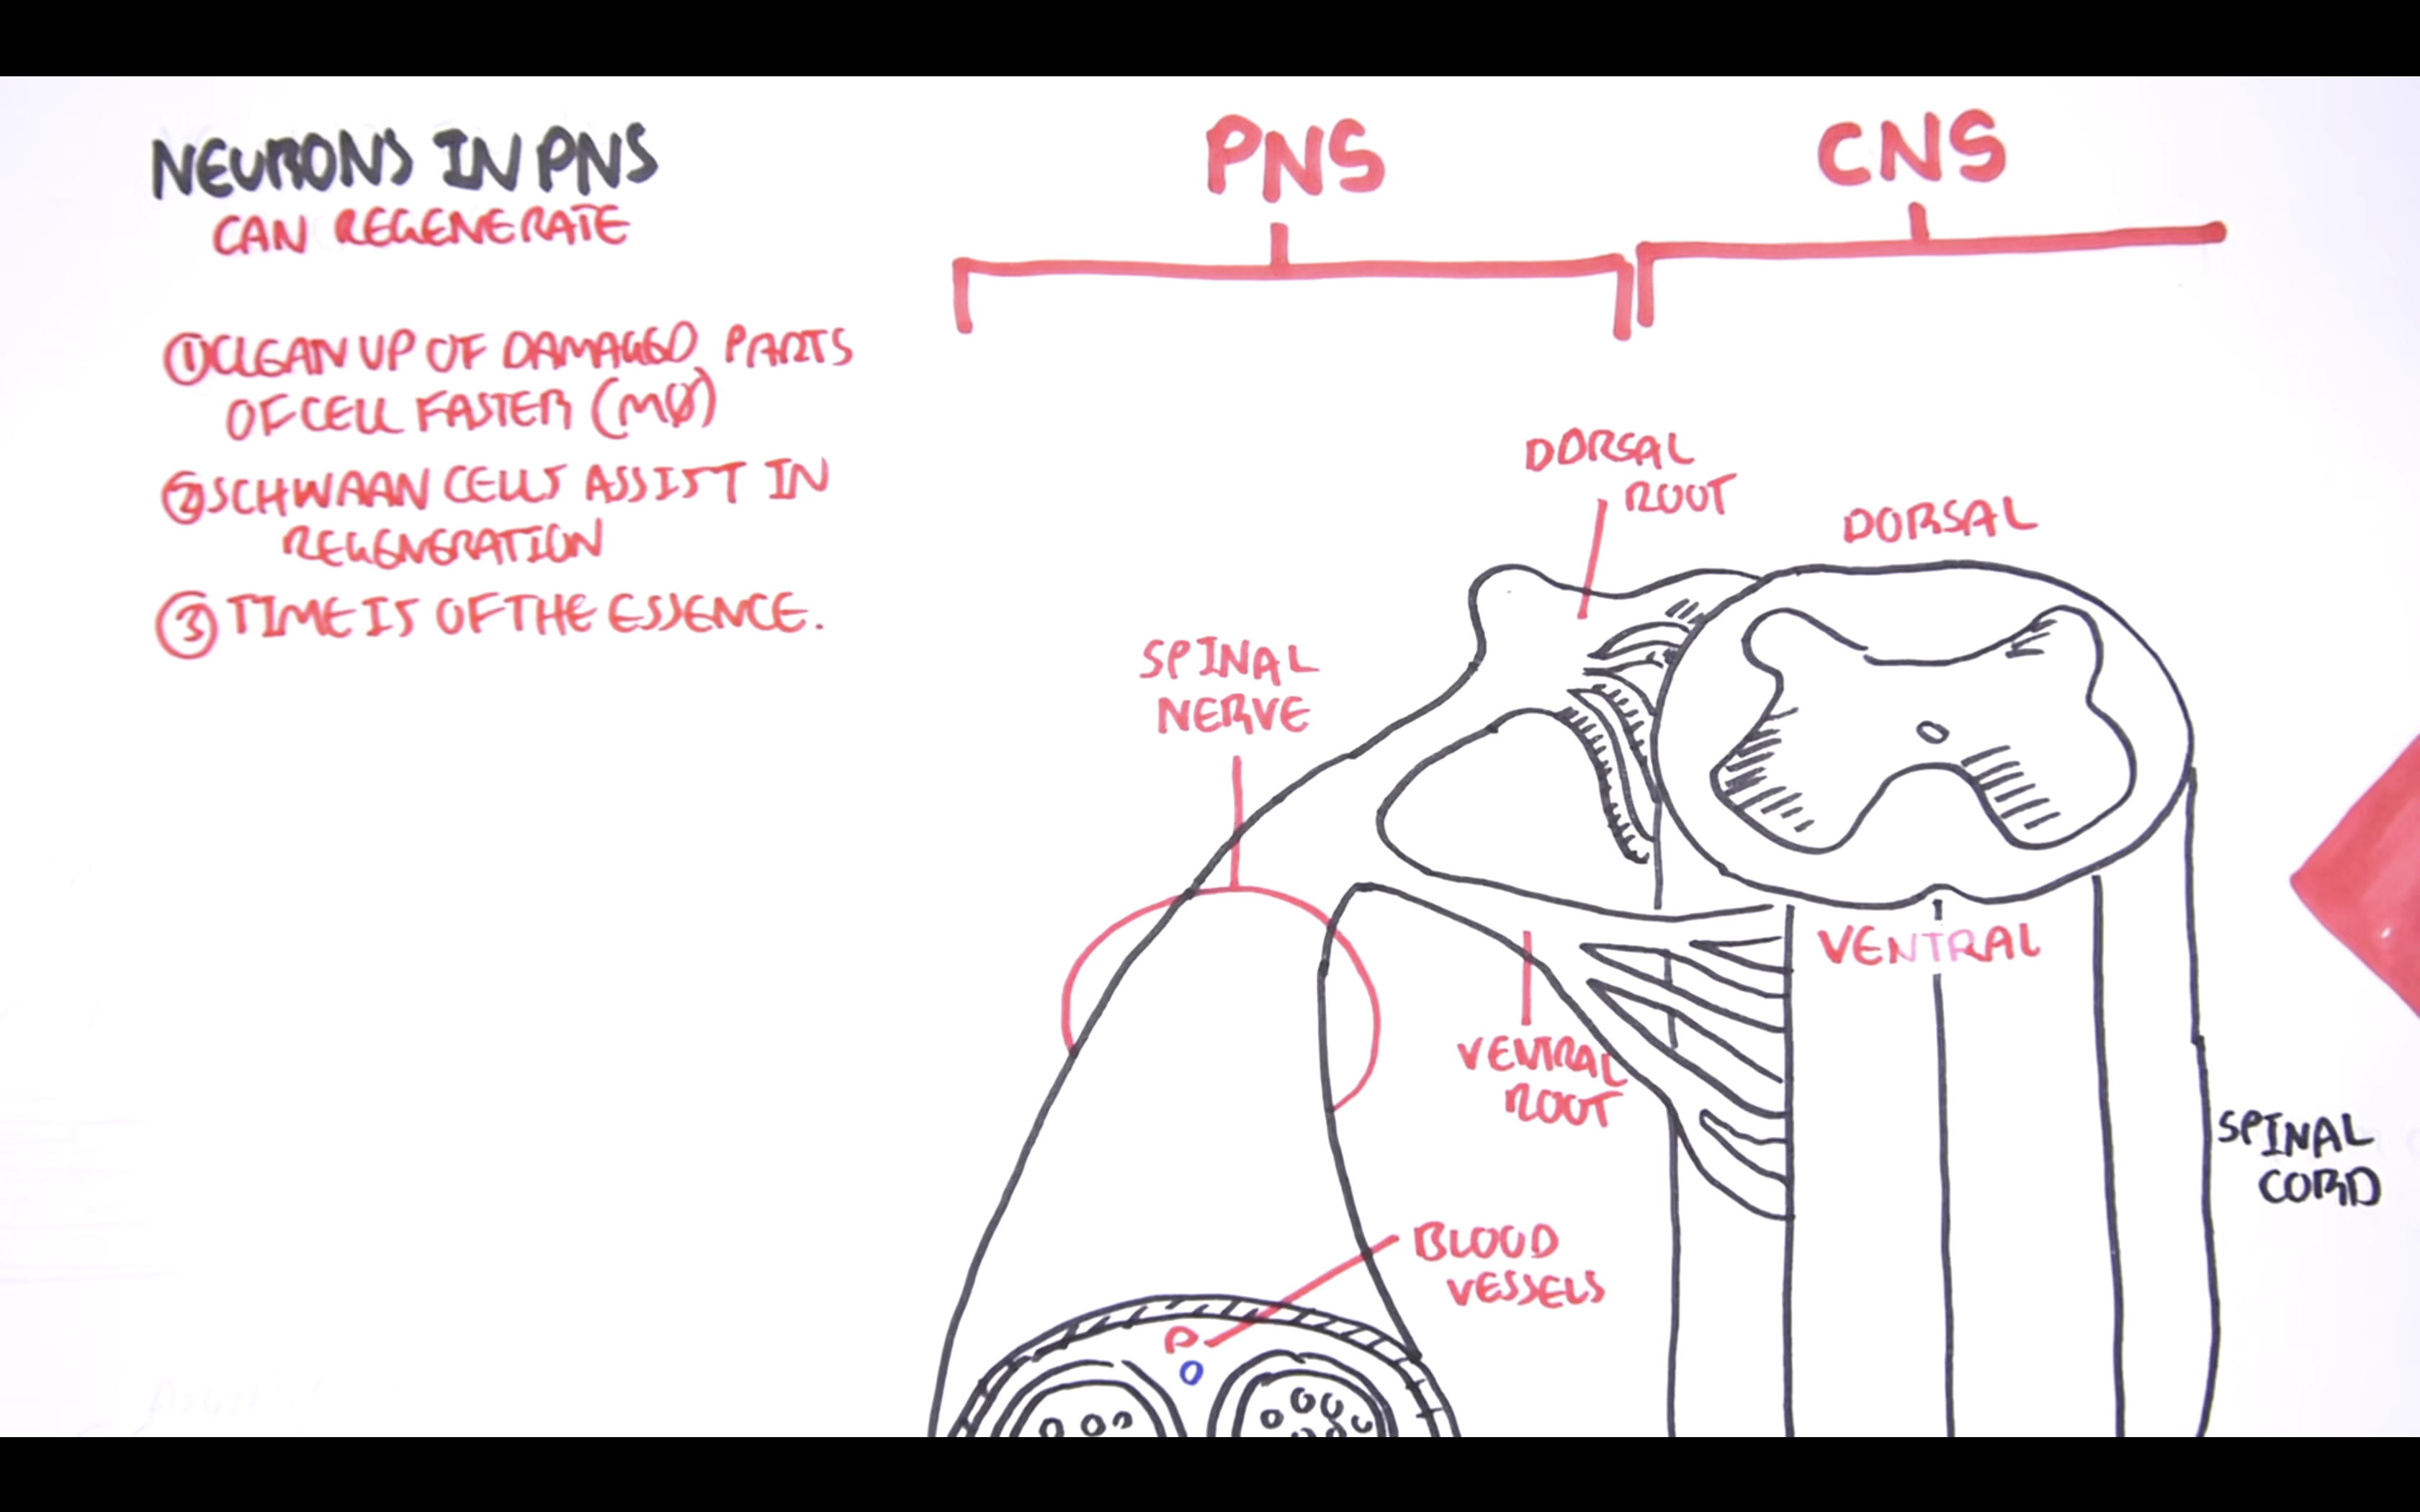 NEURONS IN PNS
CAN REGENERATE
① CLEAN UP OF DAMAGED PARTS
OF CELL FASTER (MØ)
② SCHWAAN CELLS ASSIST IN
REGENERATION
③ TIME IS OF THE ESSENCE.
PNS
CNS
DORSAL
ROOT
DORSAL
SPINAL
NERVE
VENTRAL
VENTRAL
ROOT
SPINAL
CORD
BLOOD
VESSELS